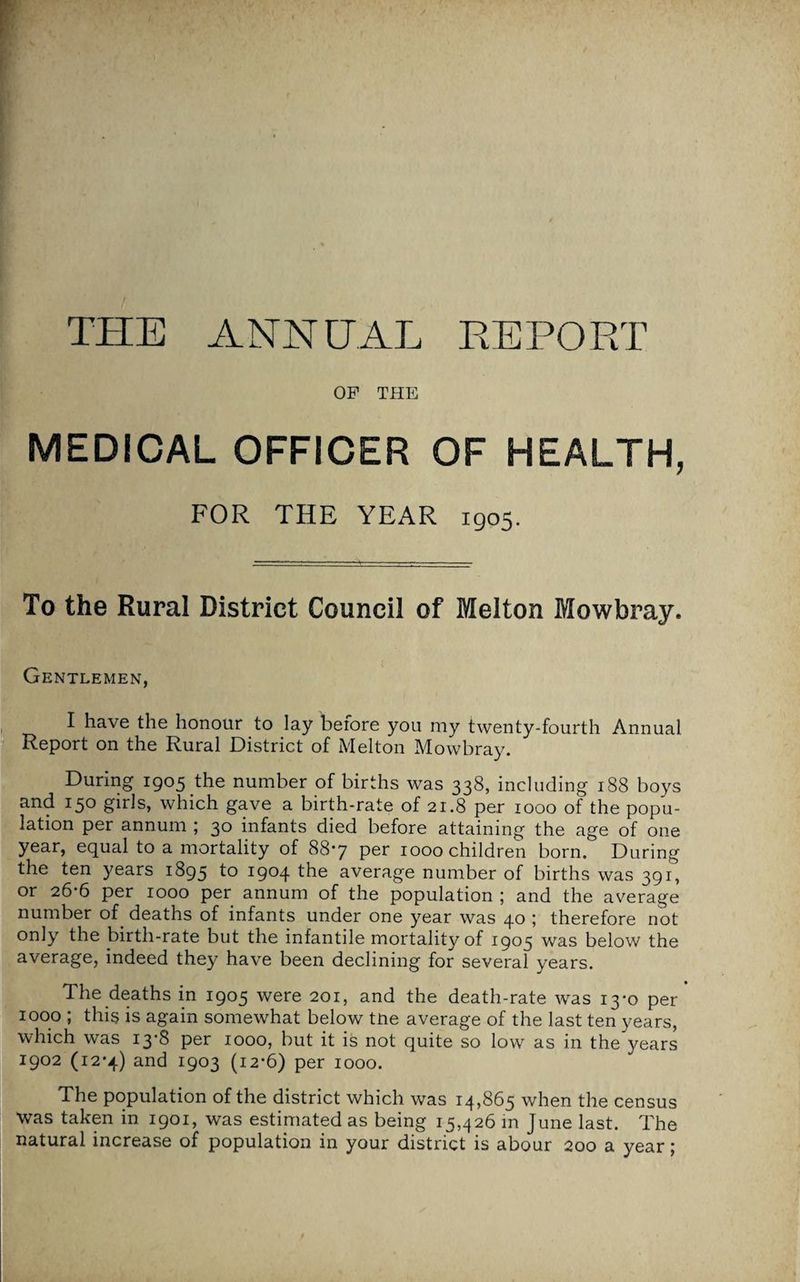 THE ANNUAL REPORT
OF THE
MEDICAL OFFICER OF HEALTH,
FOR THE YEAR 1905.
To the Rural District Council of Melton Mowbray.
Gentlemen,
I have the honour to lay before you my twenty-fourth Annual
Report on the Rural District of Melton Mowbray.
During 1905 the number of births was 338, including 188 boys
and 150 girls, which gave a birth-rate of 21.8 per 1000 of the popu-
lation per annum ; 30 infants died before attaining the age of one
year, equal to a mortality of 88·7 per 1000 children born. During
the ten years 1895 to 1904 the average number of births was 391,
or 26·6 per 1000 per annum of the population ; and the average
number of deaths of infants under one year was 40 ; therefore not
only the birth-rate but the infantile mortality of 1905 was below the
average, indeed they have been declining for several years.
The deaths in 1905 were 201, and the death-rate was 13·0 per
1000 ; this is again somewhat below tne average of the last ten years,
which was 13·8 per 1000, but it is not quite so low as in the years
1902 (12·4) and 1903 (12·6) per 1000.
The population of the district which was 14,865 when the census
was taken in 1901, was estimated as being 15,426 in June last. The
natural increase of population in your district is abour 200 a year ;